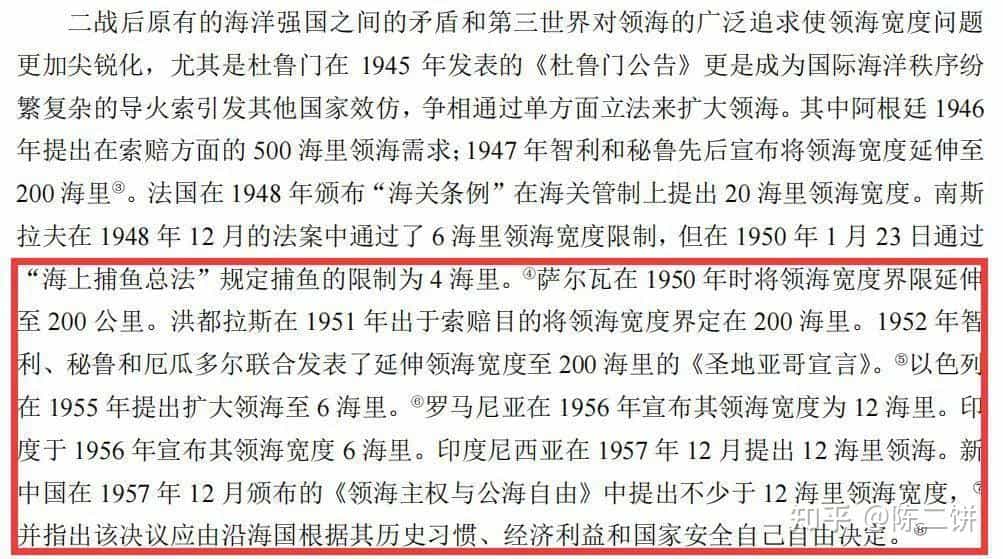 二战后原有的海洋强国之间的矛盾和第三世界对领海的广泛追求使领海宽度问题
更加尖锐化，尤其是杜鲁门在 1945 年发表的《杜鲁门公告》更是成为国际海洋秩序纷
繁复杂的导火索引发其他国家效仿，争相通过单方面立法来扩大领海。其中阿根廷 1946
年提出在索赔方面的 500 海里领海需求；1947 年智利和秘鲁先后宣布将领海宽度延伸至
200 海里③。法国在 1948 年颁布“海关条例”在海关管制上提出 20 海里领海宽度。南斯
拉夫在 1948 年 12 月的法案中通过了 6 海里领海宽度限制，但在 1950 年 1 月 23 日通过
“海上捕鱼总法”规定捕鱼的限制为 4 海里。④萨尔瓦在 1950 年时将领海宽度界限延伸
至 200 公里。洪都拉斯在 1951 年出于索赔目的将领海宽度界定在 200 海里。1952 年智
利、秘鲁和厄瓜多尔联合发表了延伸领海宽度至 200 海里的《圣地亚哥宣言》。⑤以色列
在 1955 年提出扩大领海至 6 海里。⑥罗马尼亚在 1956 年宣布其领海宽度为 12 海里。印
度于 1956 年宣布其领海宽度 6 海里。印度尼西亚在 1957 年 12 月提出 12 海里领海。新
中国在 1957 年 12 月颁布的《领海主权与公海自由》中提出不少于 12 海里领海宽度，⑦
并指出该决议应由沿海国根据其历史习惯、经济利益和国家安全自己自由决定。
知乎 @陈二饼